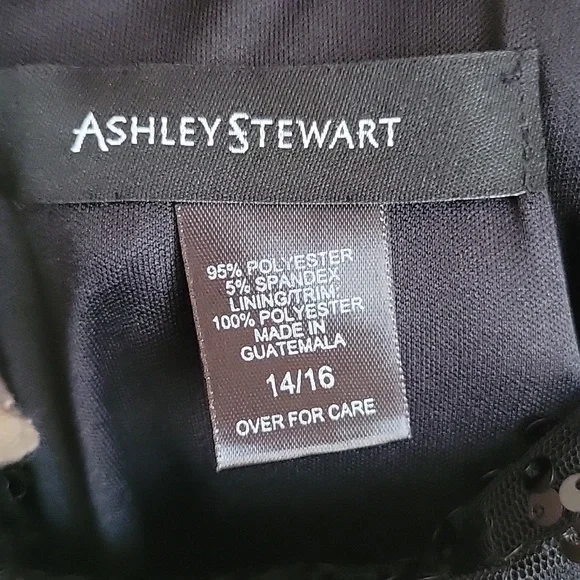 ASHLEY STEWART
95% POLYESTER
5% SPANDEX
LINING/TRIM:
100% POLYESTER
MADE IN
GUATEMALA
14/16
OVER FOR CARE